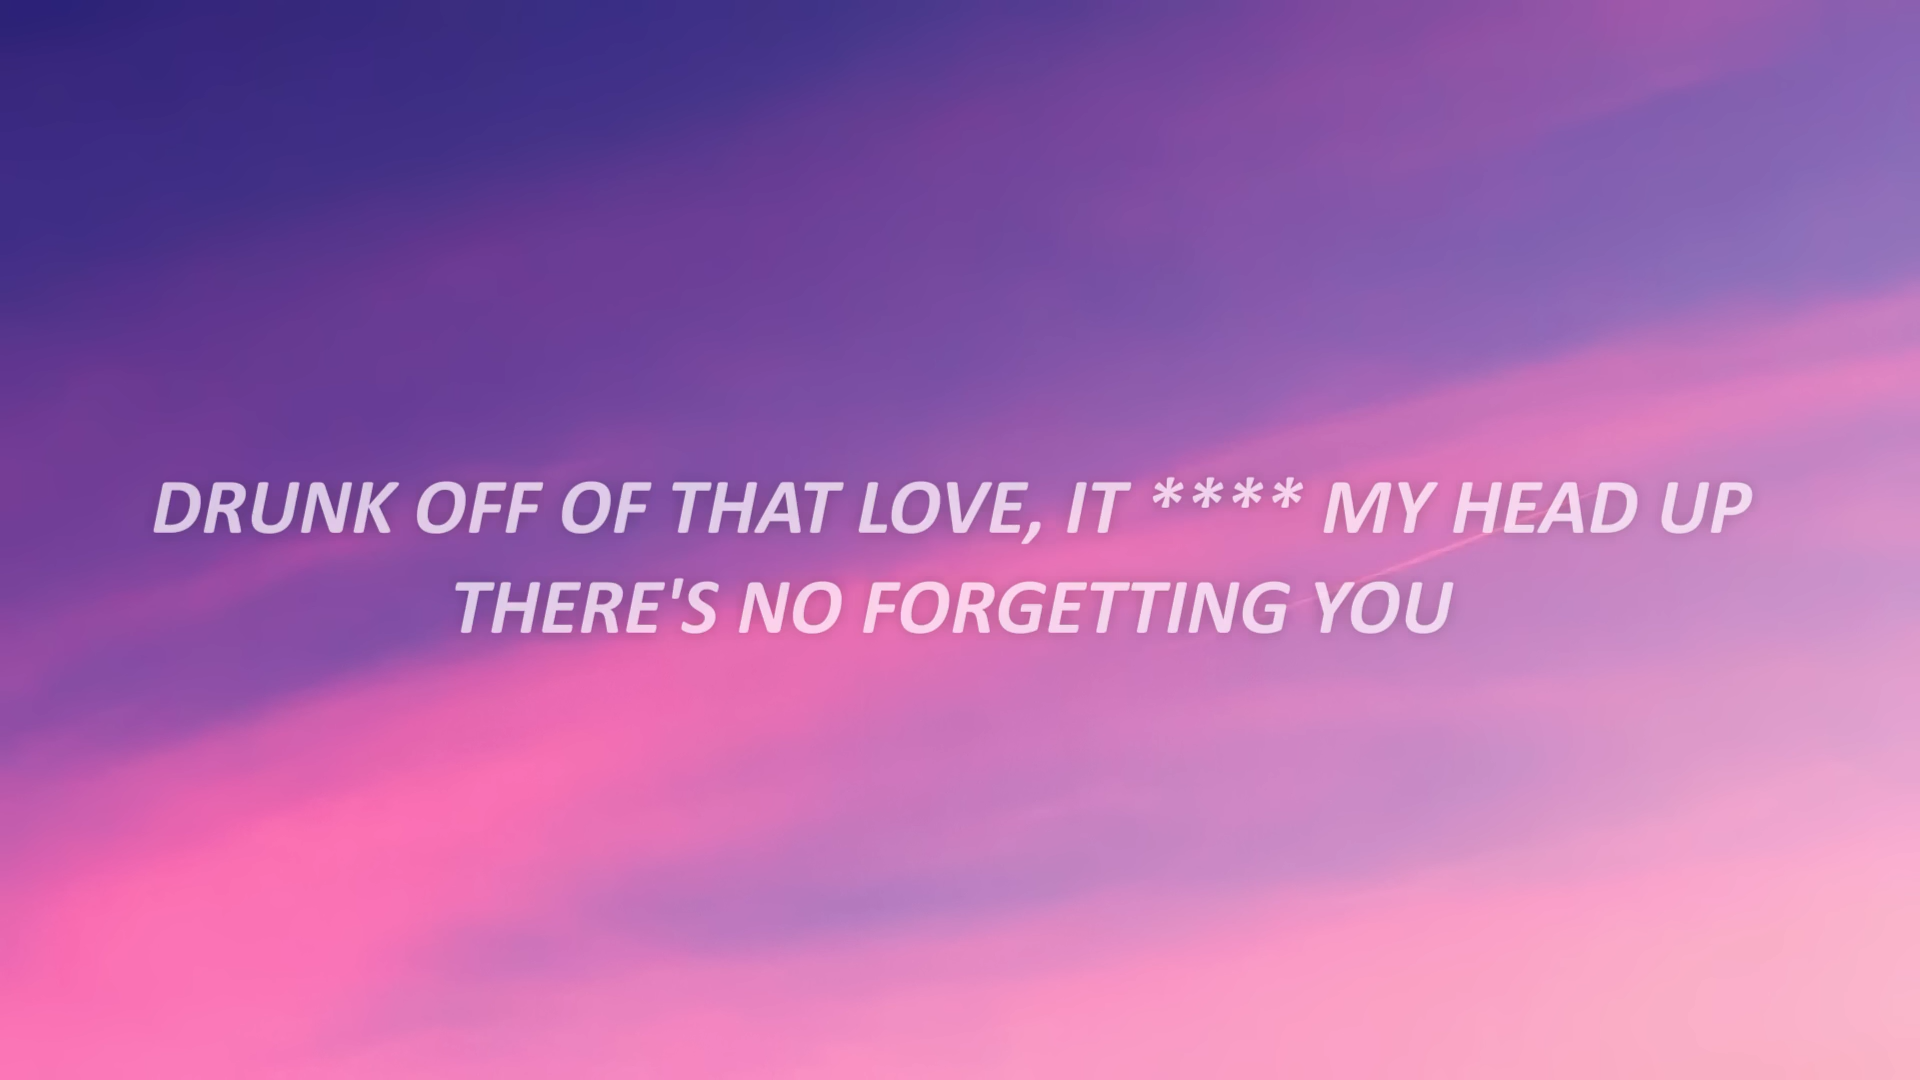 DRUNK OFF OF THAT LOVE, IT **** MY HEAD UP
THERE'S NO FORGETTING YOU